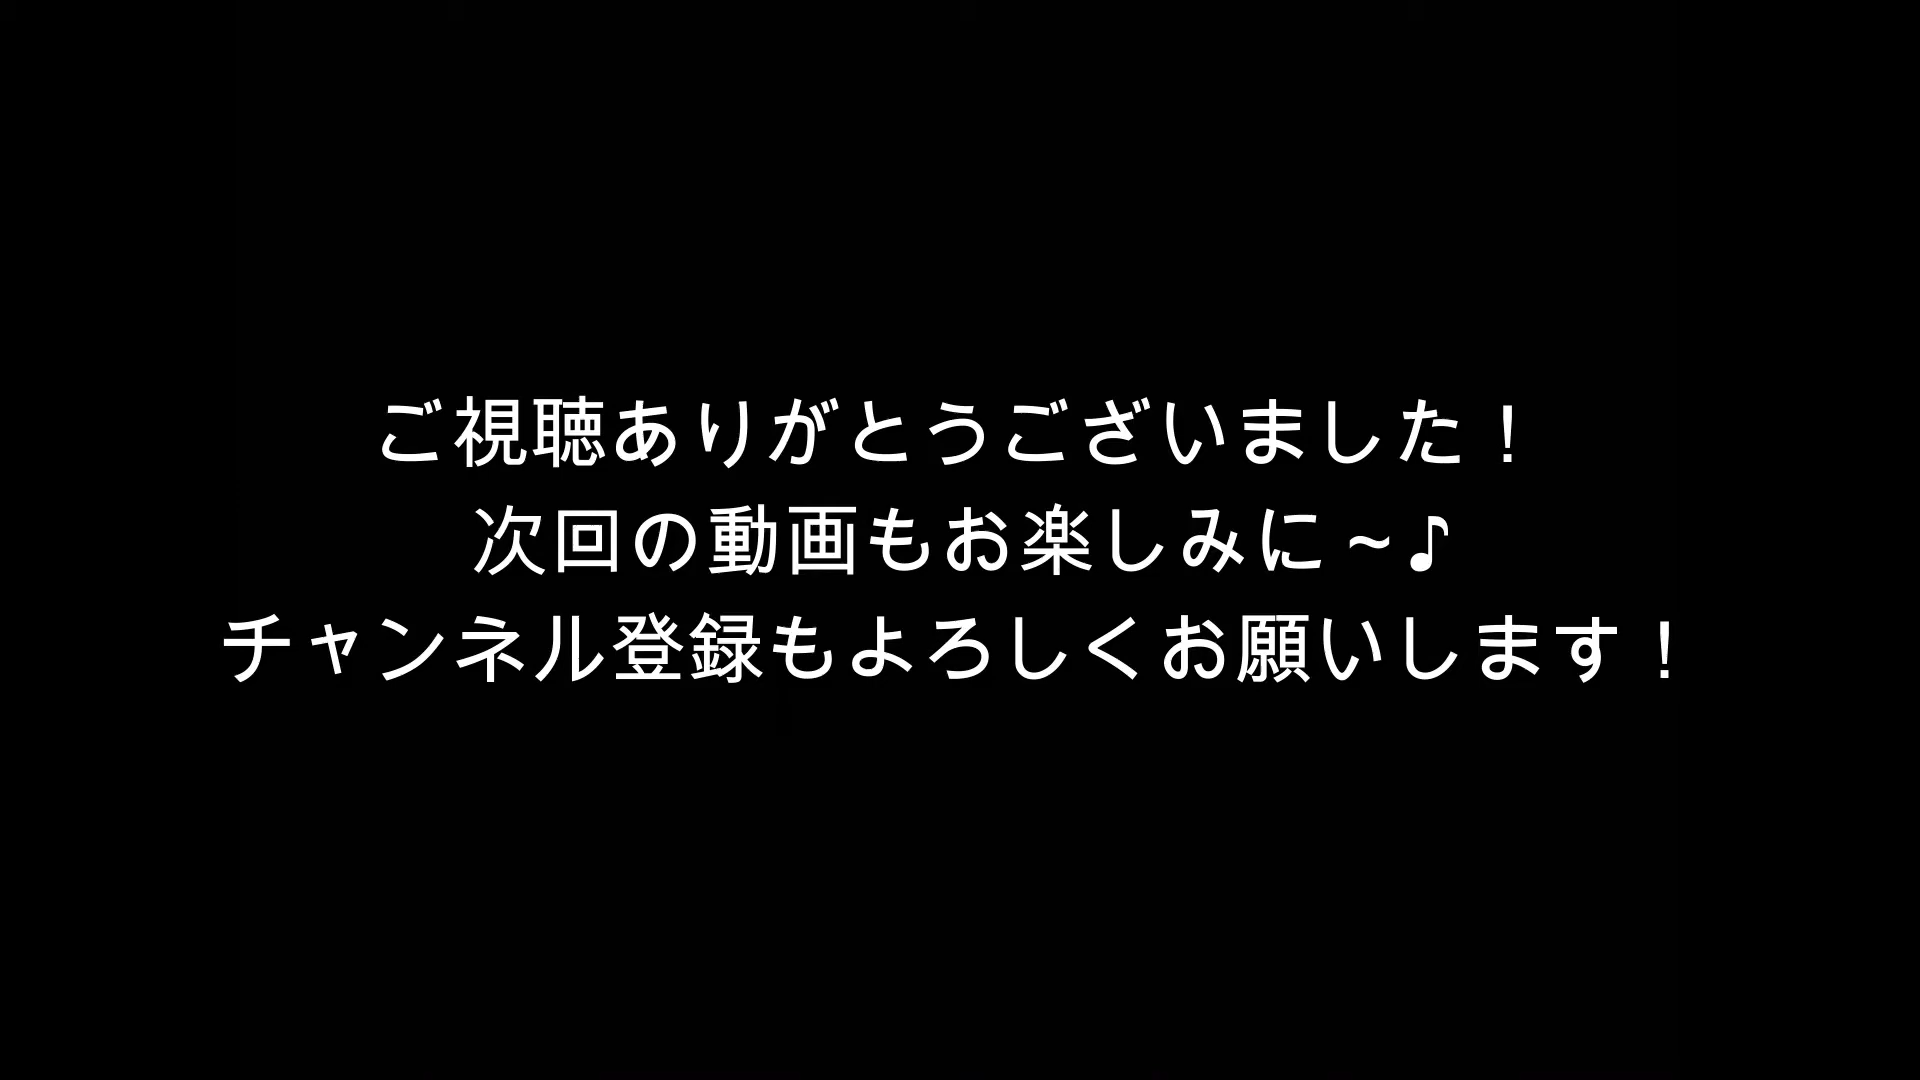 ご視聴ありがとうございました！
次回の動画もお楽しみに～♪
チャンネル登録もよろしくお願いします！